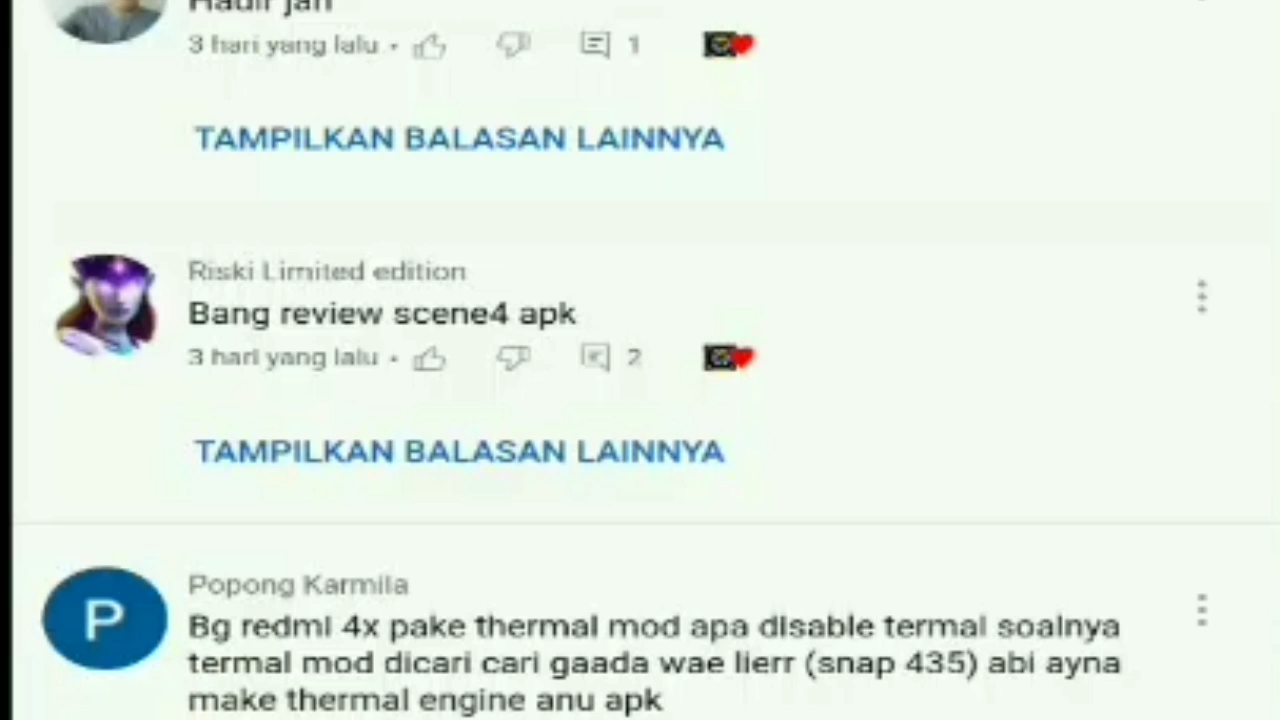 Hadir jan
3 hari yang lalu •
1
TAMPILKAN BALASAN LAINNYA
Riski Limited edition
Bang review scene4 apk
3 hari yang lalu •
2
TAMPILKAN BALASAN LAINNYA
P
Popong Karmila
Bg redmi 4x pake thermal mod apa disable termal soalnya
termal mod dicari cari gaada wae lierr (snap 435) abi ayna
make thermal engine anu apk